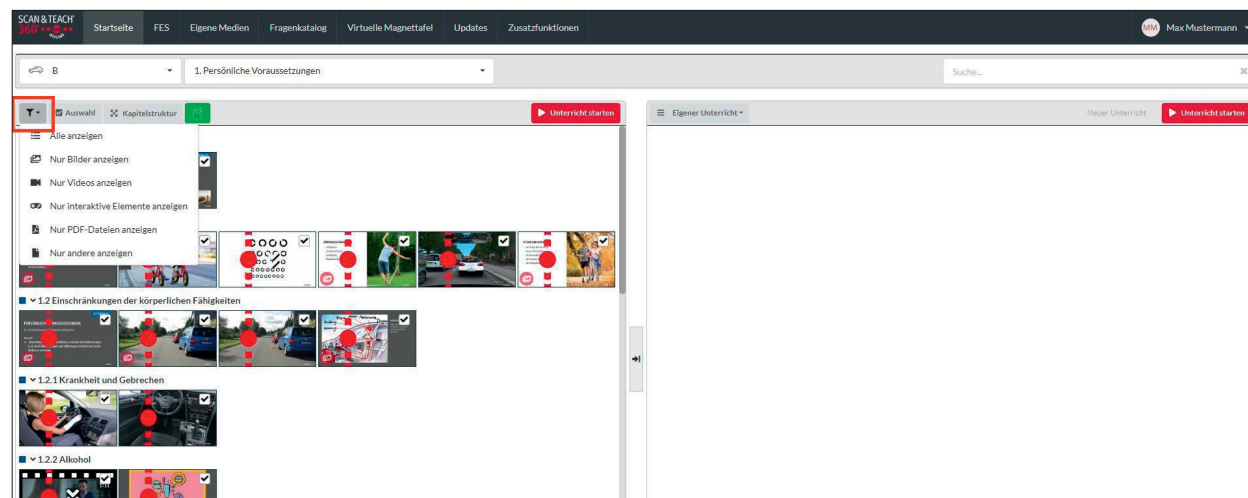 SCAN & TEACH®
360°
Startseite
FES
Eigene Medien
Fragenkatalog
Virtuelle Magnettafel
Updates
Zusatzfunktionen
MM
Max Mustermann
B
1. Persönliche Voraussetzungen
Suche...
Auswahl
Kapitelstruktur
Unterricht starten
Eigener Unterricht
Neuer Unterricht
Unterricht starten
Alle anzeigen
Nur Bilder anzeigen
Nur Videos anzeigen
Nur interaktive Elemente anzeigen
Nur PDF-Dateien anzeigen
Nur andere anzeigen
1.2 Einschränkungen der körperlichen Fähigkeiten
1.2.1 Krankheit und Gebrechen
1.2.2 Alkohol